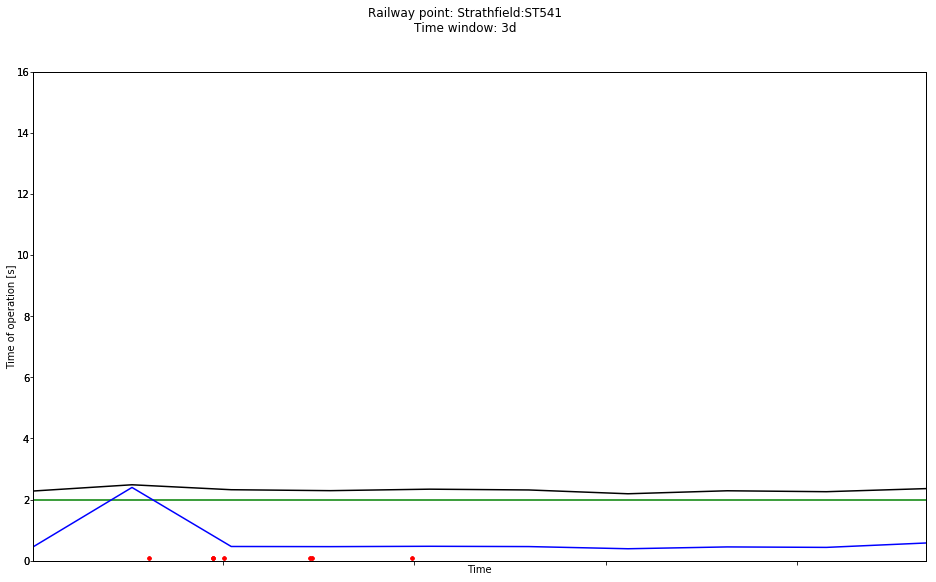 Railway point: Strathfield:ST541
Time window: 3d
16
14
12
10
8
6
4
2
0
Time of operation [s]
Time